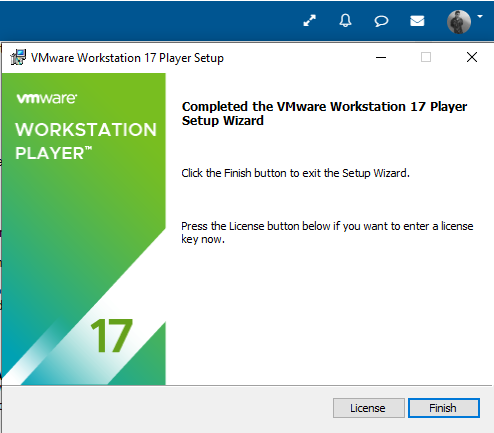 VMware Workstation 17 Player Setup
vmware®
WORKSTATION
PLAYER™
17
Completed the VMware Workstation 17 Player
Setup Wizard
Click the Finish button to exit the Setup Wizard.
Press the License button below if you want to enter a license
key now.
License
Finish